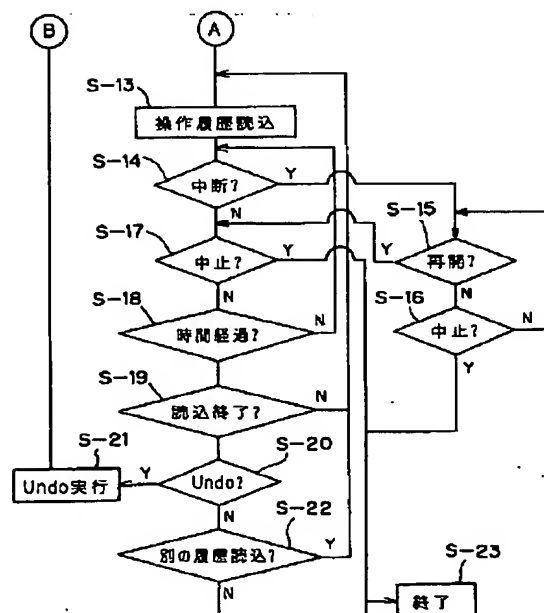 B
A
S-13
操作履歴読込
S-14
中断?
Y
N
S-15
再開?
Y
N
S-17
中止?
Y
N
S-16
中止?
N
Y
S-18
時間経過?
N
S-19
読込終了?
N
S-20
Undo?
Y
N
S-21
Undo実行
S-22
別の履歴読込?
Y
N
S-23
終了